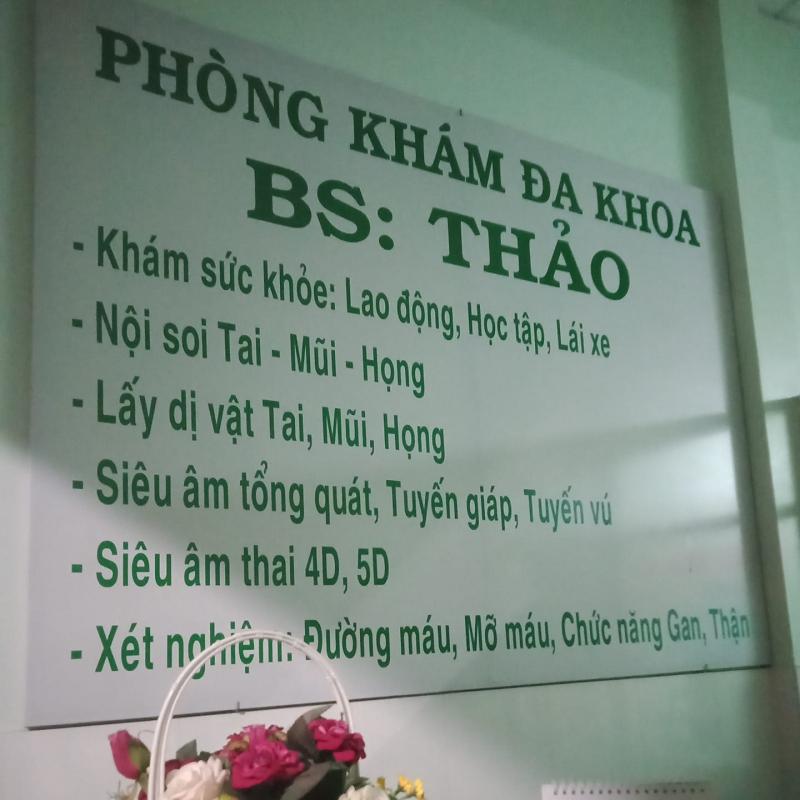 PHÒNG KHÁM ĐA KHOA
BS: THẢO
- Khám sức khỏe: Lao động, Học tập, Lái xe
- Nội soi Tai - Mũi - Họng
- Lấy dị vật Tai, Mũi, Họng
- Siêu âm tổng quát, Tuyến giáp, Tuyến vú
- Siêu âm thai 4D, 5D
- Xét nghiệm: Đường máu, Mỡ máu, Chức năng Gan, Thận